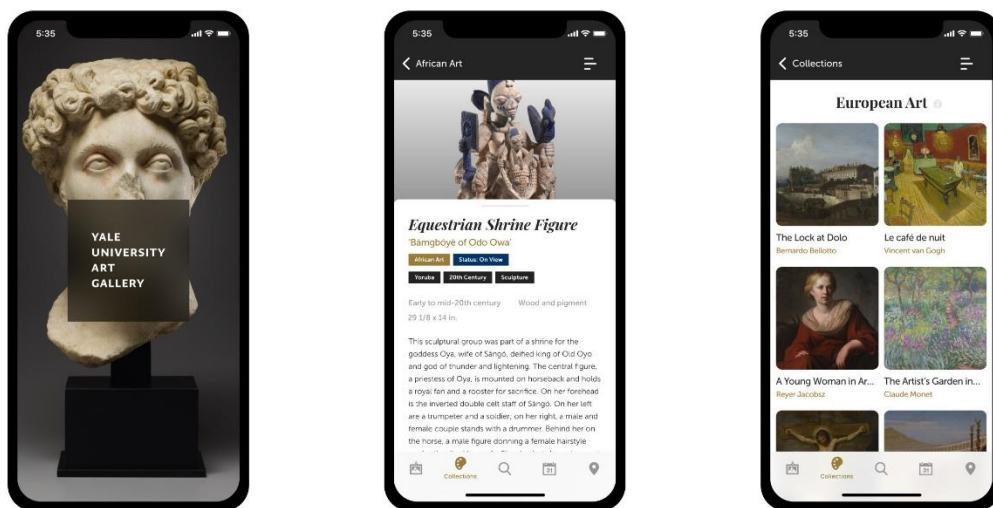 5:35
YALE
UNIVERSITY
ART
GALLERY
5:35
African Art
Equestrian Shrine Figure
'Bámgbóyè of Odo Owa'
African Art Status: On View
Yoruba 20th Century Sculpture
Early to mid-20th century Wood and pigment
29 1/8 x 14 in.
This sculptural group was part of a shrine for the
goddess Oya, wife of Sàngó, deified king of Old Oyo
and god of thunder and lightening. The central figure,
a priestess of Oya, is mounted on horseback and holds
a royal fan and a rooster for sacrifice. On her forehead
is the inverted double celt staff of Sàngó. On her left
are a trumpeter and a soldier; on her right, a male and
female couple stands with a drummer. Behind her on
the horse, a male figure donning a female hairstyle
Collections
31
5:35
Collections
European Art
The Lock at Dolo
Bernardo Bellotto
Le café de nuit
Vincent van Gogh
A Young Woman in Ar...
Reyer Jacobsz
The Artist's Garden in...
Claude Monet
Collections
31